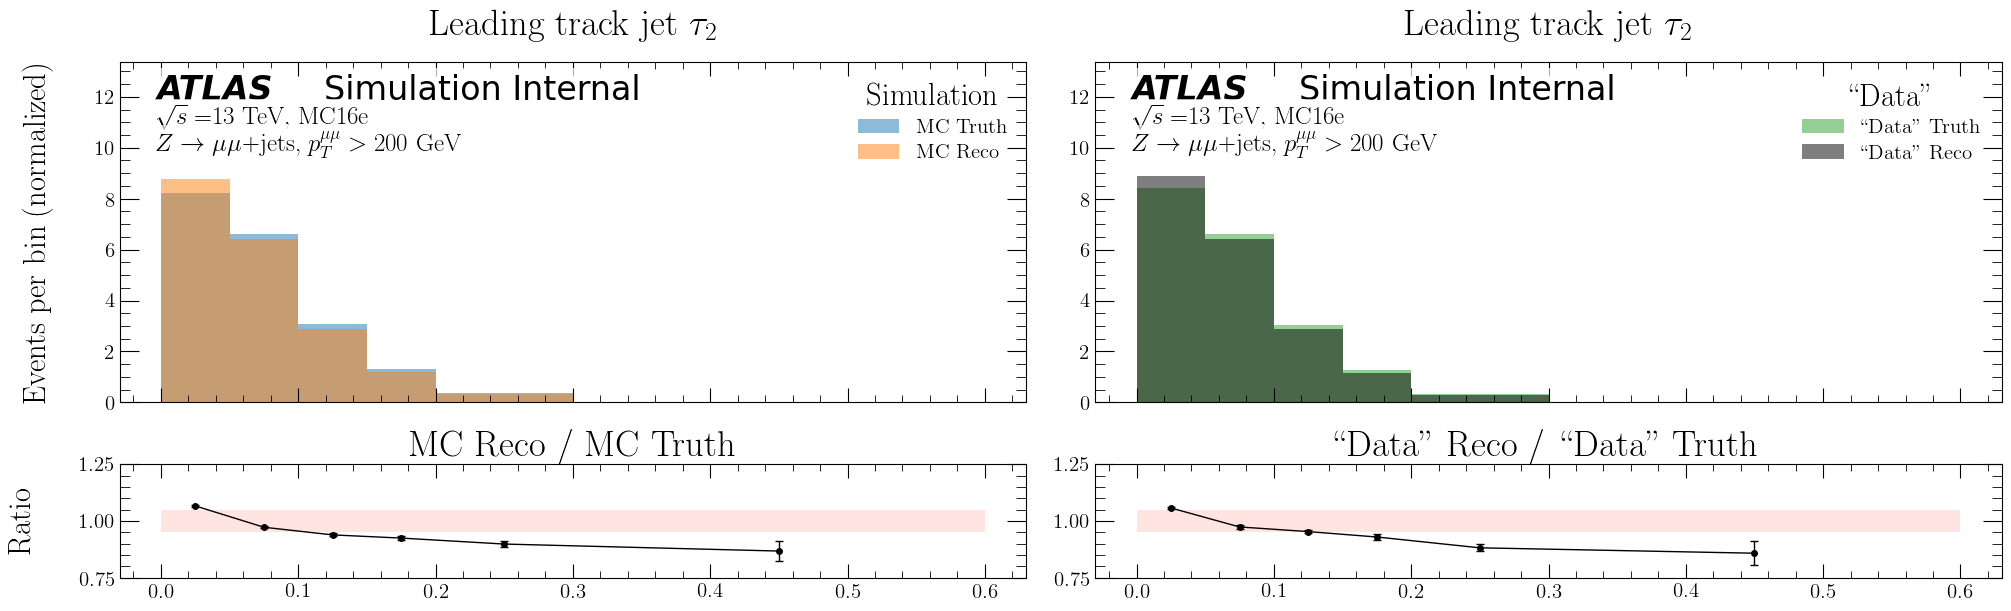 Leading track jet τ₂
ATLAS Simulation Internal
√s =13 TeV, MC16e
Z → μμ+jets, p_T^{μμ} > 200 GeV
Simulation
MC Truth
MC Reco
Events per bin (normalized)
12
10
8
6
4
2
0
MC Reco / MC Truth
Ratio
1.25
1.00
0.75
0.0 0.1 0.2 0.3 0.4 0.5 0.6
Leading track jet τ₂
ATLAS Simulation Internal
√s =13 TeV, MC16e
Z → μμ+jets, p_T^{μμ} > 200 GeV
“Data”
“Data” Truth
“Data” Reco
12
10
8
6
4
2
0
“Data” Reco / “Data” Truth
1.25
1.00
0.75
0.0 0.1 0.2 0.3 0.4 0.5 0.6